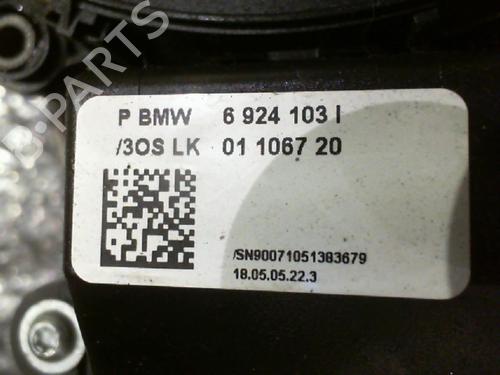 P BMW 6 924 103 I
/3OS LK 01 1067 20
/SN90071051383679
18.05.05.22.3
B-PARTS